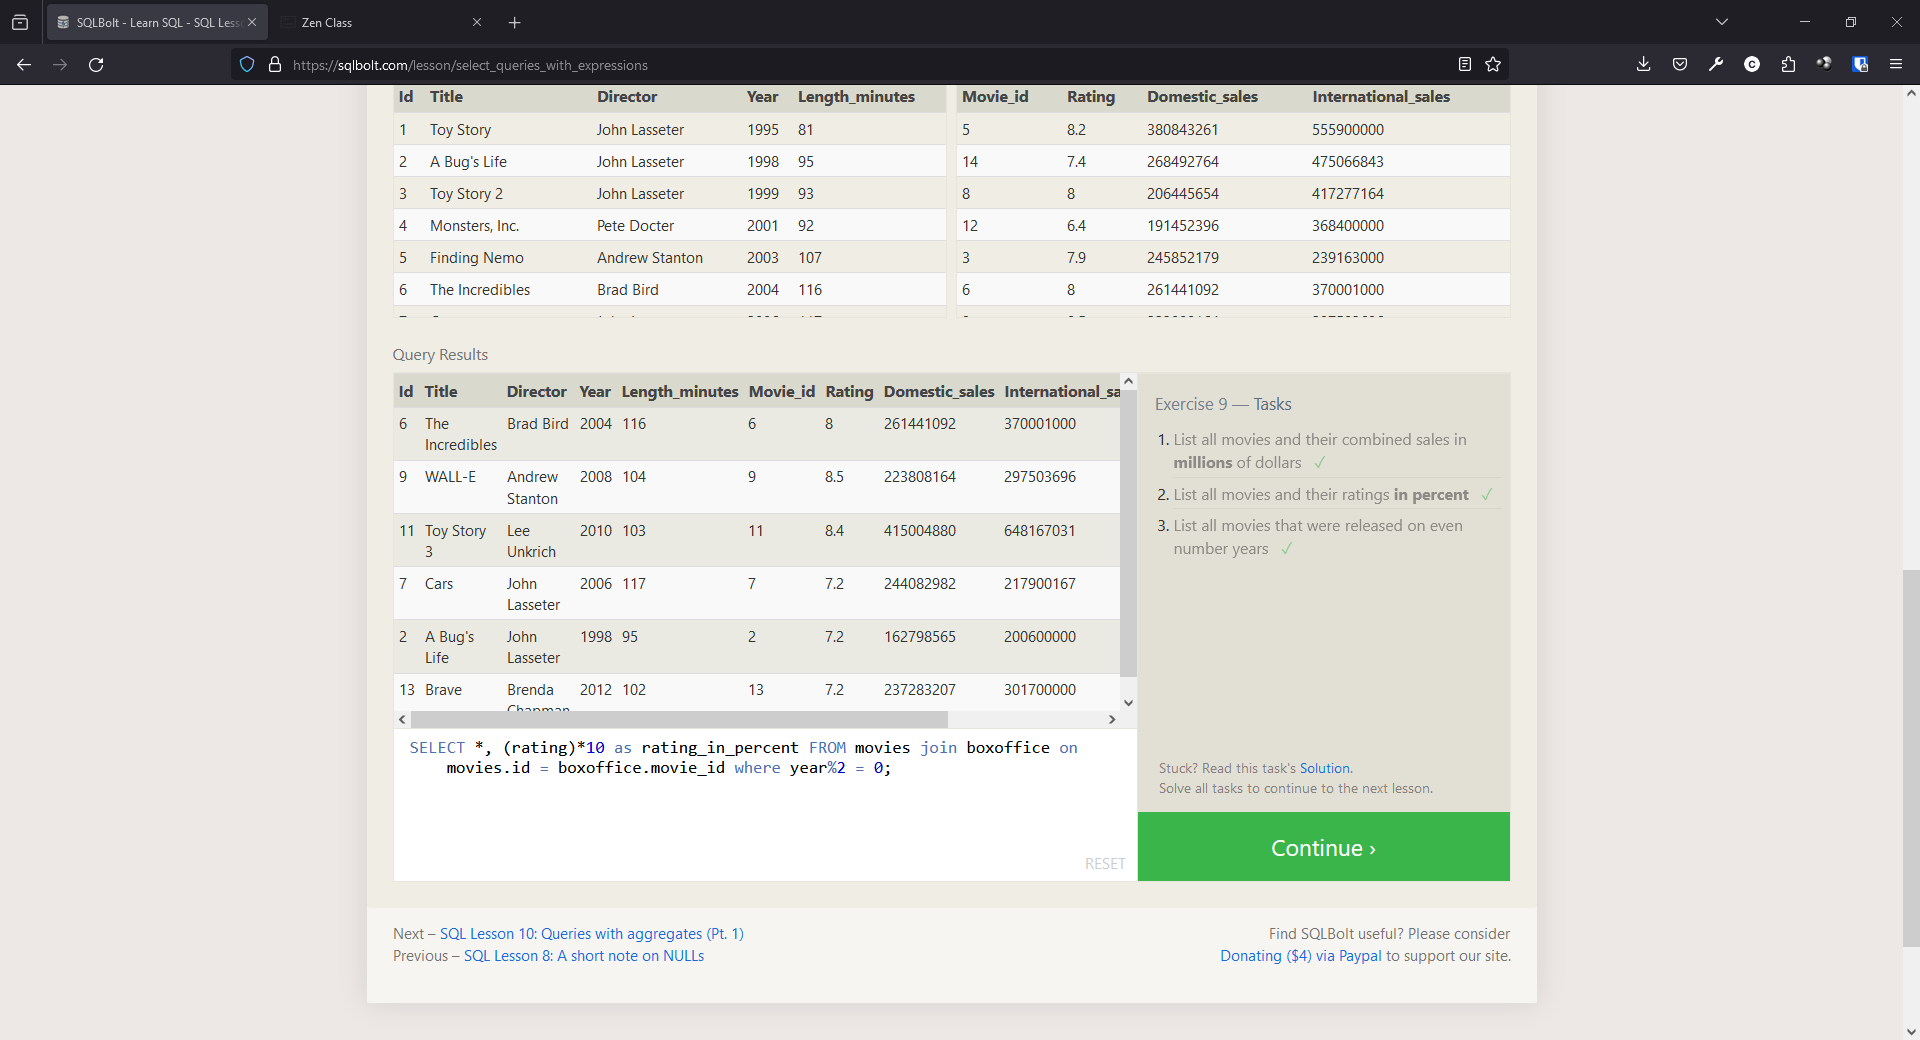 SQLBolt - Learn SQL - SQL Less
Zen Class
https://sqlbolt.com/lesson/select_queries_with_expressions
Id Title Director Year Length_minutes
1 Toy Story John Lasseter 1995 81
2 A Bug's Life John Lasseter 1998 95
3 Toy Story 2 John Lasseter 1999 93
4 Monsters, Inc. Pete Docter 2001 92
5 Finding Nemo Andrew Stanton 2003 107
6 The Incredibles Brad Bird 2004 116
Movie_id Rating Domestic_sales International_sales
5 8.2 380843261 555900000
14 7.4 268492764 475066843
8 8 206445654 417277164
12 6.4 191452396 368400000
3 7.9 245852179 239163000
6 8 261441092 370001000
Query Results
Id Title Director Year Length_minutes Movie_id Rating Domestic_sales International_sa
6 The Brad Bird 2004 116 6 8 261441092 370001000
Incredibles
9 WALL-E Andrew 2008 104 9 8.5 223808164 297503696
Stanton
11 Toy Story Lee 2010 103 11 8.4 415004880 648167031
3 Unkrich
7 Cars John 2006 117 7 7.2 244082982 217900167
Lasseter
2 A Bug's John 1998 95 2 7.2 162798565 200600000
Life Lasseter
13 Brave Brenda 2012 102 13 7.2 237283207 301700000
Chapman
SELECT *, (rating)*10 as rating_in_percent FROM movies join boxoffice on
movies.id = boxoffice.movie_id where year%2 = 0;
RESET
Exercise 9 — Tasks
1. List all movies and their combined sales in
millions of dollars ✓
2. List all movies and their ratings in percent ✓
3. List all movies that were released on even
number years ✓
Stuck? Read this task's Solution.
Solve all tasks to continue to the next lesson.
Continue ›
Next – SQL Lesson 10: Queries with aggregates (Pt. 1)
Previous – SQL Lesson 8: A short note on NULLs
Find SQLBolt useful? Please consider
Donating ($4) via Paypal to support our site.